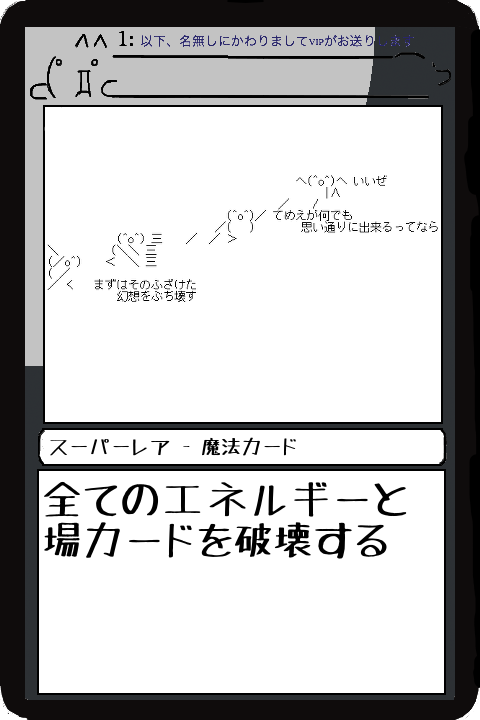 1: 以下、名無しにかわりましてVIPがお送りします
ヘ(^o^)ヘ いいぜ
|∧
/ /
(^o^)/ てめえが何でも
/( ) 思い通りに出来るってなら
(^o^) 三 / / >
\ (\\ 三
(/o^) < \ 三
( /
/ く まずはそのふざけた
幻想をぶち壊す
スーパーレア - 魔法カード
全てのエネルギーと
場カードを破壊する